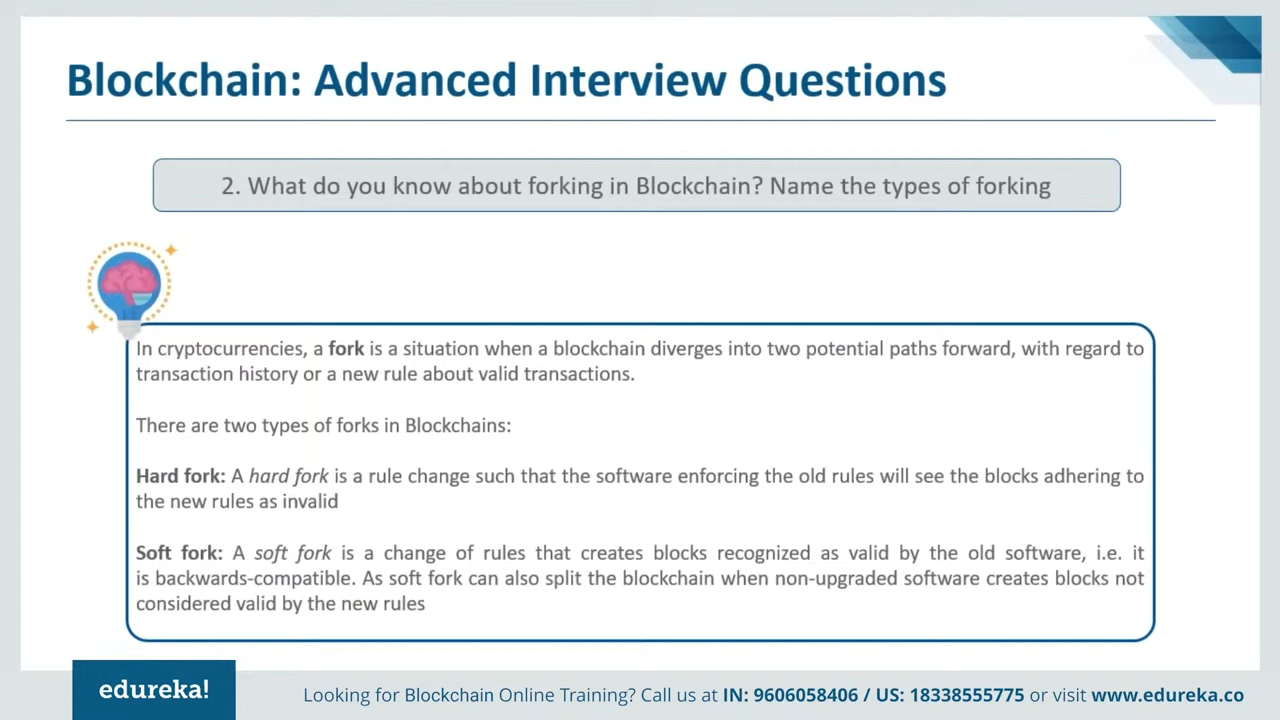 Blockchain: Advanced Interview Questions
2. What do you know about forking in Blockchain? Name the types of forking
In cryptocurrencies, a fork is a situation when a blockchain diverges into two potential paths forward, with regard to
transaction history or a new rule about valid transactions.
There are two types of forks in Blockchains:
Hard fork: A hard fork is a rule change such that the software enforcing the old rules will see the blocks adhering to
the new rules as invalid
Soft fork: A soft fork is a change of rules that creates blocks recognized as valid by the old software, i.e. it
is backwards-compatible. As soft fork can also split the blockchain when non-upgraded software creates blocks not
considered valid by the new rules
edureka!
Looking for Blockchain Online Training? Call us at IN: 9606058406 / US: 18338555775 or visit www.edureka.co